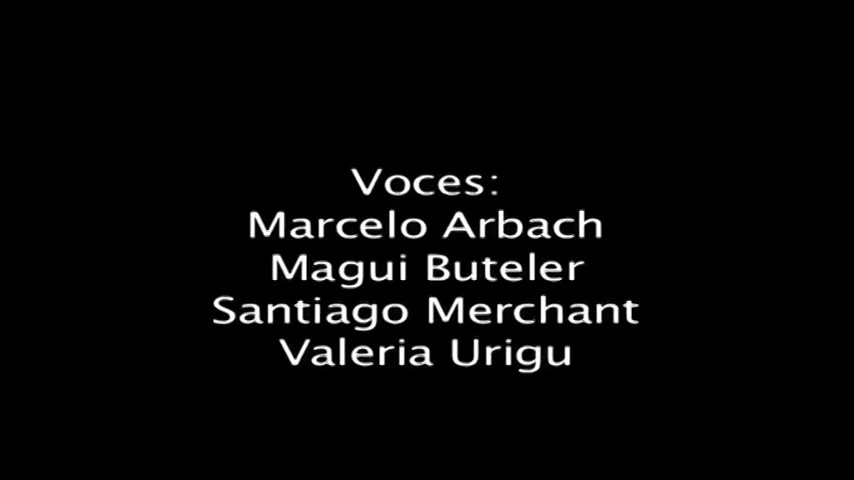 Voces:
Marcelo Arbach
Magui Buteler
Santiago Merchant
Valeria Urigu